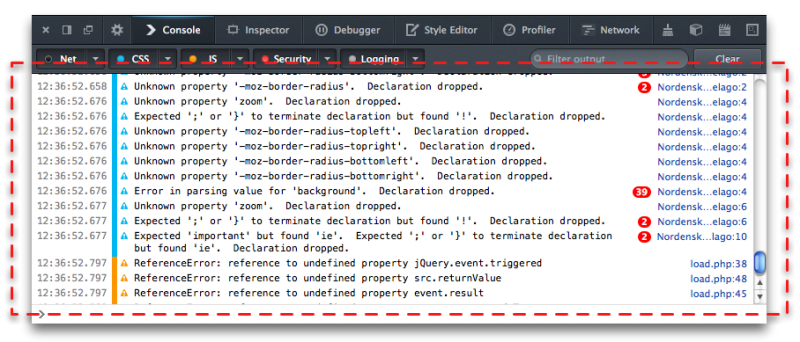 Console Inspector Debugger Style Editor Profiler Network
Net CSS JS Security Logging Filter output Clear
Unknown property '-moz-border-radius-bottomright'. Declaration dropped. Nordensk...elago:2
12:36:52.658 Unknown property '-moz-border-radius'. Declaration dropped. 2 Nordensk...elago:2
12:36:52.676 Unknown property 'zoom'. Declaration dropped. Nordensk...elago:4
12:36:52.676 Expected ';' or '}' to terminate declaration but found '!'. Declaration dropped. Nordensk...elago:4
12:36:52.676 Unknown property '-moz-border-radius-topleft'. Declaration dropped. Nordensk...elago:4
12:36:52.676 Unknown property '-moz-border-radius-topright'. Declaration dropped. Nordensk...elago:4
12:36:52.676 Unknown property '-moz-border-radius-bottomleft'. Declaration dropped. Nordensk...elago:4
12:36:52.676 Unknown property '-moz-border-radius-bottomright'. Declaration dropped. Nordensk...elago:4
12:36:52.676 Error in parsing value for 'background'. Declaration dropped. 39 Nordensk...elago:4
12:36:52.677 Unknown property 'zoom'. Declaration dropped. Nordensk...elago:6
12:36:52.677 Expected ';' or '}' to terminate declaration but found '!'. Declaration dropped. 2 Nordensk...elago:6
12:36:52.677 Expected 'important' but found 'ie'. Expected ';' or '}' to terminate declaration 2 Nordensk...lago:10
but found 'ie'. Declaration dropped.
12:36:52.797 ReferenceError: reference to undefined property jQuery.event.triggered load.php:38
12:36:52.797 ReferenceError: reference to undefined property src.returnValue load.php:48
12:36:52.797 ReferenceError: reference to undefined property event.result load.php:45